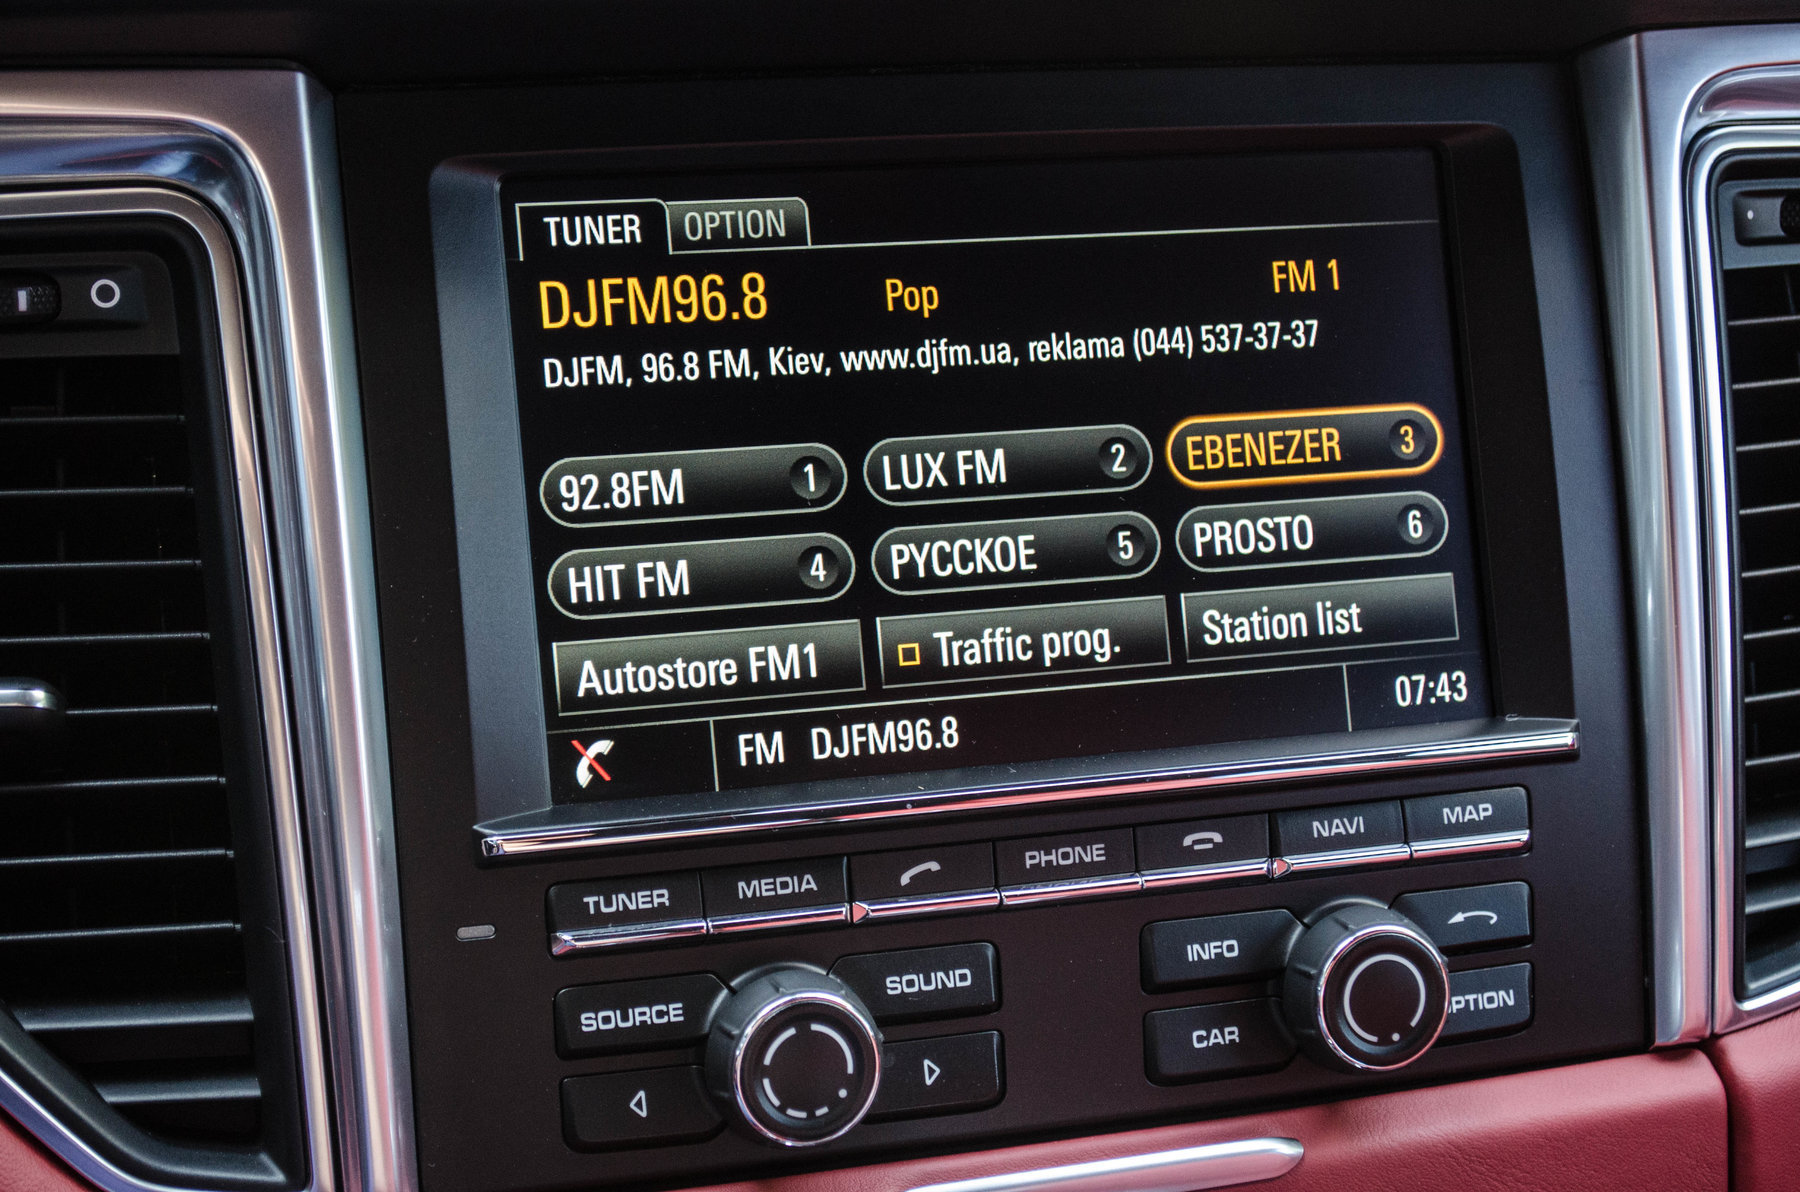 TUNER OPTION
DJFM96.8 Pop FM 1
DJFM, 96.8 FM, Kiev, www.djfm.ua, reklama (044) 537-37-37
92.8FM 1 LUX FM 2 EBENEZER 3
HIT FM 4 РУССКОЕ 5 PROSTO 6
Autostore FM1 Traffic prog. Station list
FM DJFM96.8 07:43
TUNER MEDIA PHONE NAVI MAP
SOURCE SOUND INFO
CAR PTION